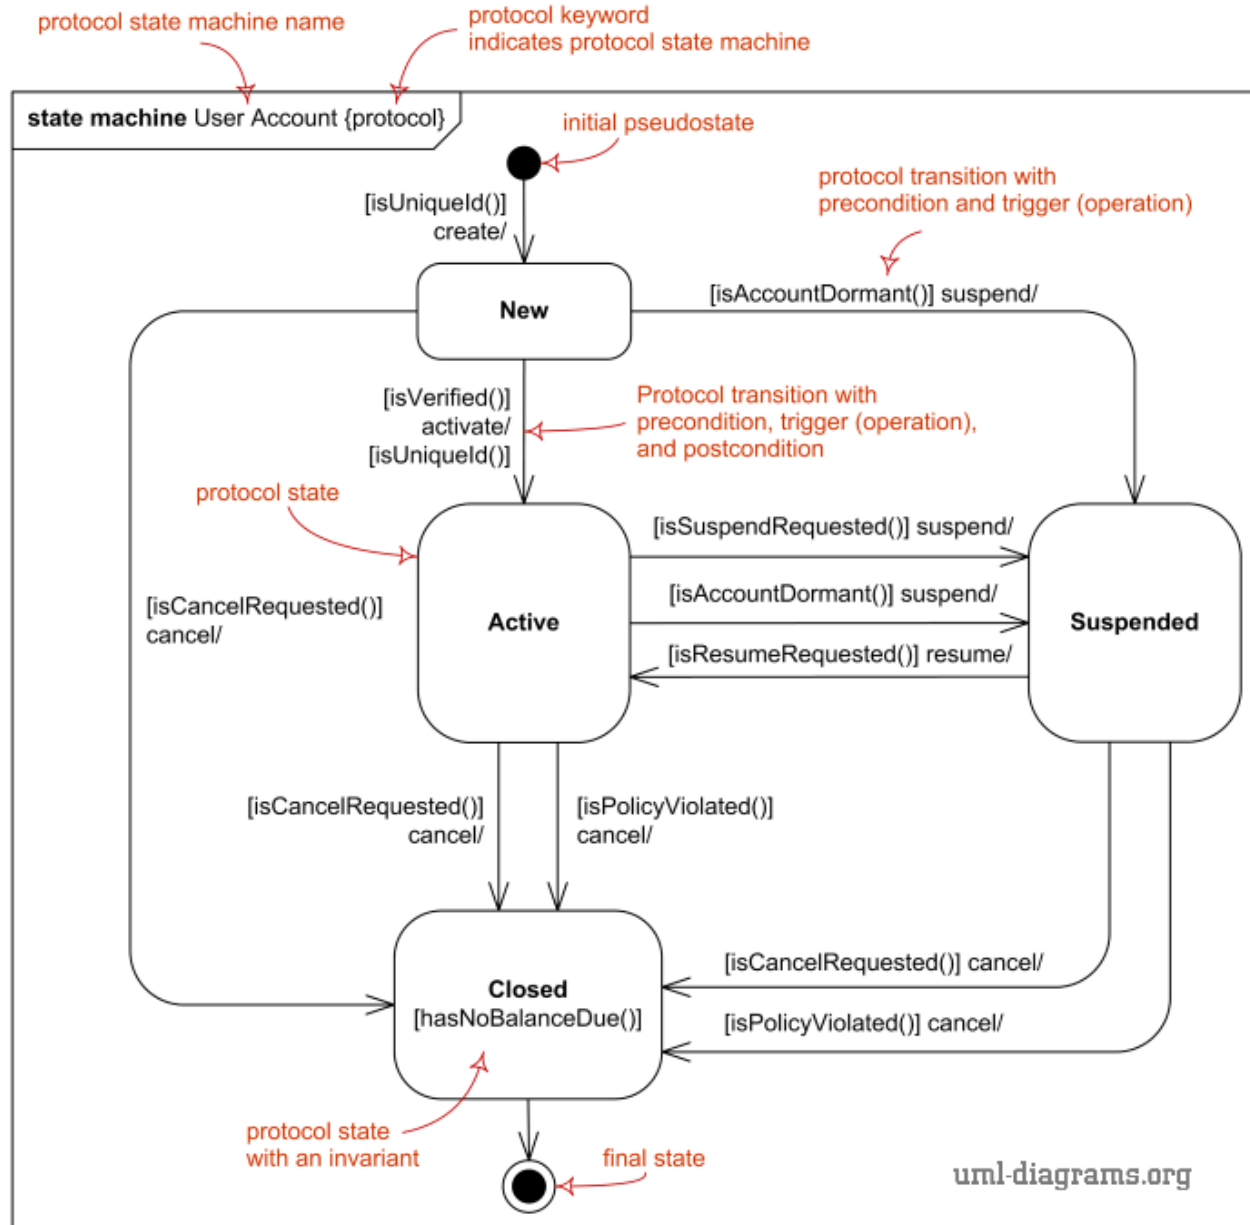 protocol state machine name
protocol keyword
indicates protocol state machine
state machine User Account {protocol}
initial pseudostate
[isUniqueId()]
create/
protocol transition with
precondition and trigger (operation)
New
[isAccountDormant()] suspend/
[isVerified()]
activate/
[isUniqueId()]
Protocol transition with
precondition, trigger (operation),
and postcondition
protocol state
[isSuspendRequested()] suspend/
[isAccountDormant()] suspend/
[isResumeRequested()] resume/
Active
Suspended
[isCancelRequested()]
cancel/
[isCancelRequested()]
cancel/
[isPolicyViolated()]
cancel/
Closed
[hasNoBalanceDue()]
[isCancelRequested()] cancel/
[isPolicyViolated()] cancel/
protocol state
with an invariant
final state
uml-diagrams.org